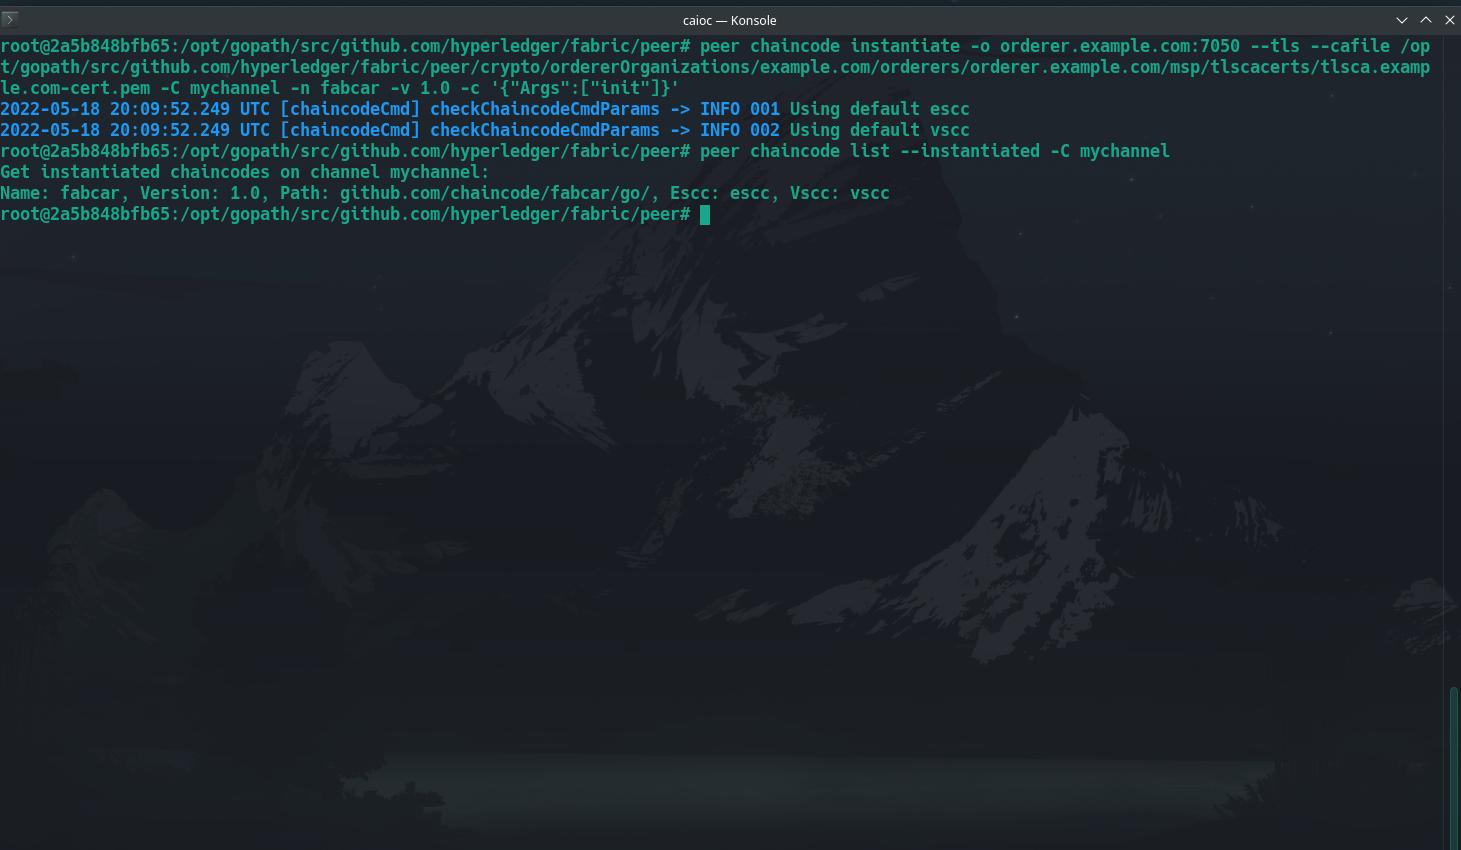 caioc — Konsole
root@2a5b848bfb65:/opt/gopath/src/github.com/hyperledger/fabric/peer# peer chaincode instantiate -o orderer.example.com:7050 --tls --cafile /op
t/gopath/src/github.com/hyperledger/fabric/peer/crypto/ordererOrganizations/example.com/orderers/orderer.example.com/msp/tlscacerts/tlsca.examp
le.com-cert.pem -C mychannel -n fabcar -v 1.0 -c '{"Args":["init"]}'
2022-05-18 20:09:52.249 UTC [chaincodeCmd] checkChaincodeCmdParams -> INFO 001 Using default escc
2022-05-18 20:09:52.249 UTC [chaincodeCmd] checkChaincodeCmdParams -> INFO 002 Using default vscc
root@2a5b848bfb65:/opt/gopath/src/github.com/hyperledger/fabric/peer# peer chaincode list --instantiated -C mychannel
Get instantiated chaincodes on channel mychannel:
Name: fabcar, Version: 1.0, Path: github.com/chaincode/fabcar/go/, Escc: escc, Vscc: vscc
root@2a5b848bfb65:/opt/gopath/src/github.com/hyperledger/fabric/peer#